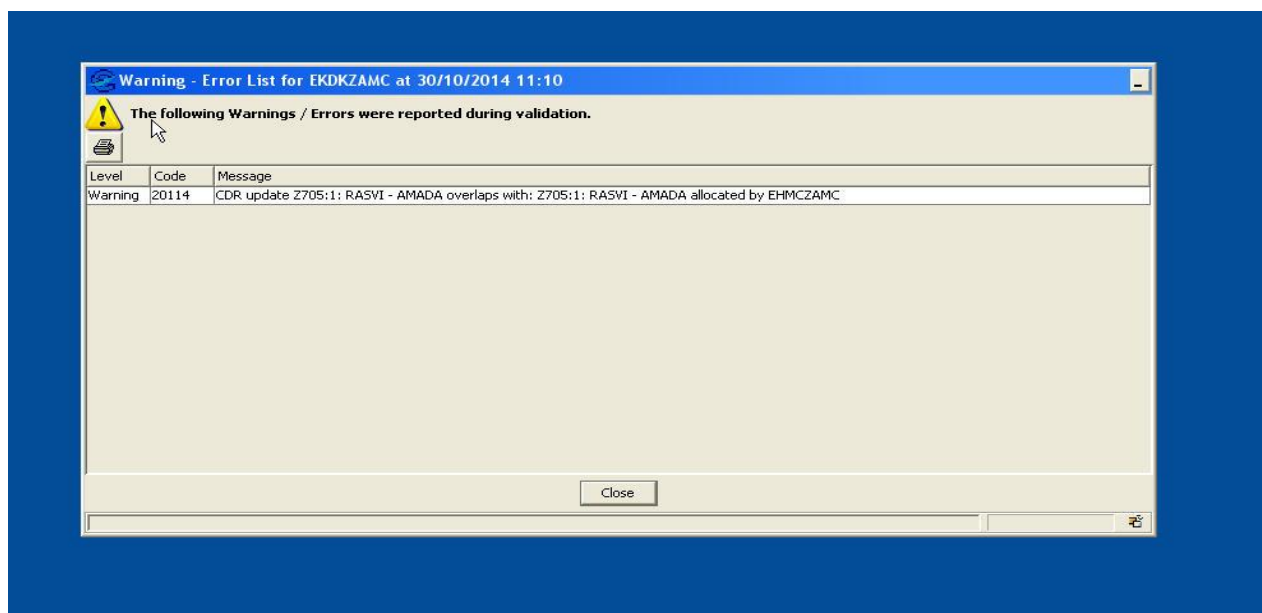 Warning - Error List for EKDKZAMC at 30/10/2014 11:10
The following Warnings / Errors were reported during validation.
Level Code Message
Warning 20114 CDR update Z705:1: RASVI - AMADA overlaps with: Z705:1: RASVI - AMADA allocated by EHMCZAMC
Close